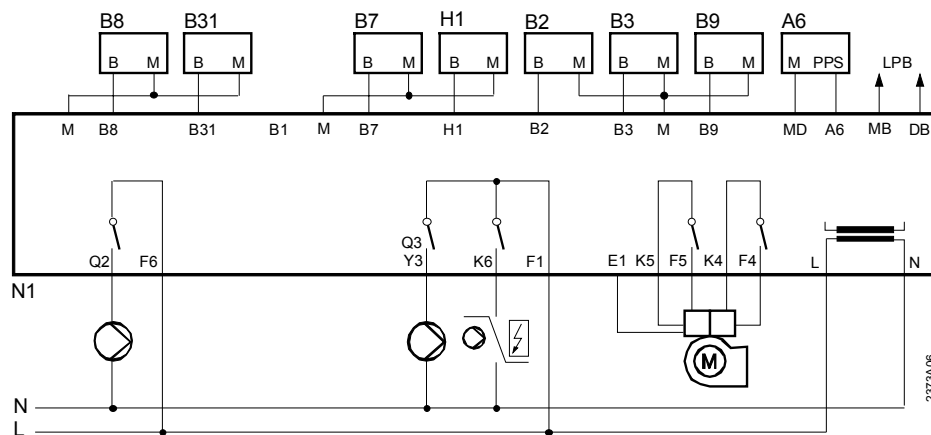 B8 B31 B7 H1 B2 B3 B9 A6
B M B M B M B M B M B M B M M PPS LPB
M B8 B31 B1 M B7 H1 B2 B3 M B9 MD A6 MB DB
Q3
Q2 F6 Y3 K6 F1 E1 K5 F5 K4 F4 L N
N1
M
N
L
2373A06